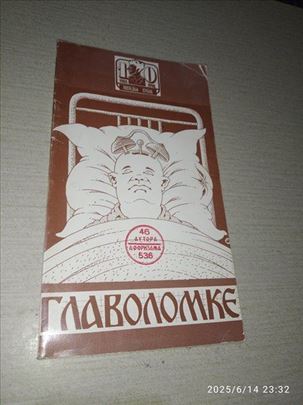 46
АУТОРА
АФОРИЗАМА
536
ГЛАВОЛОМКЕ
2025/6/14 23:32